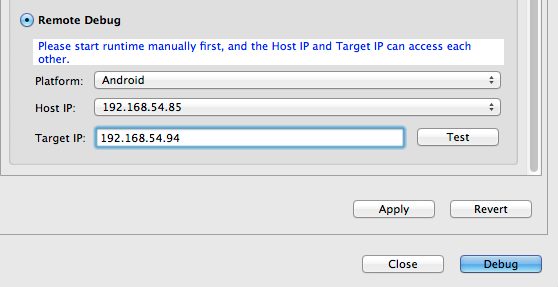 Remote Debug
Please start runtime manually first, and the Host IP and Target IP can access each
other.
Platform: Android
Host IP: 192.168.54.85
Target IP: 192.168.54.94 Test
Apply Revert
Close Debug